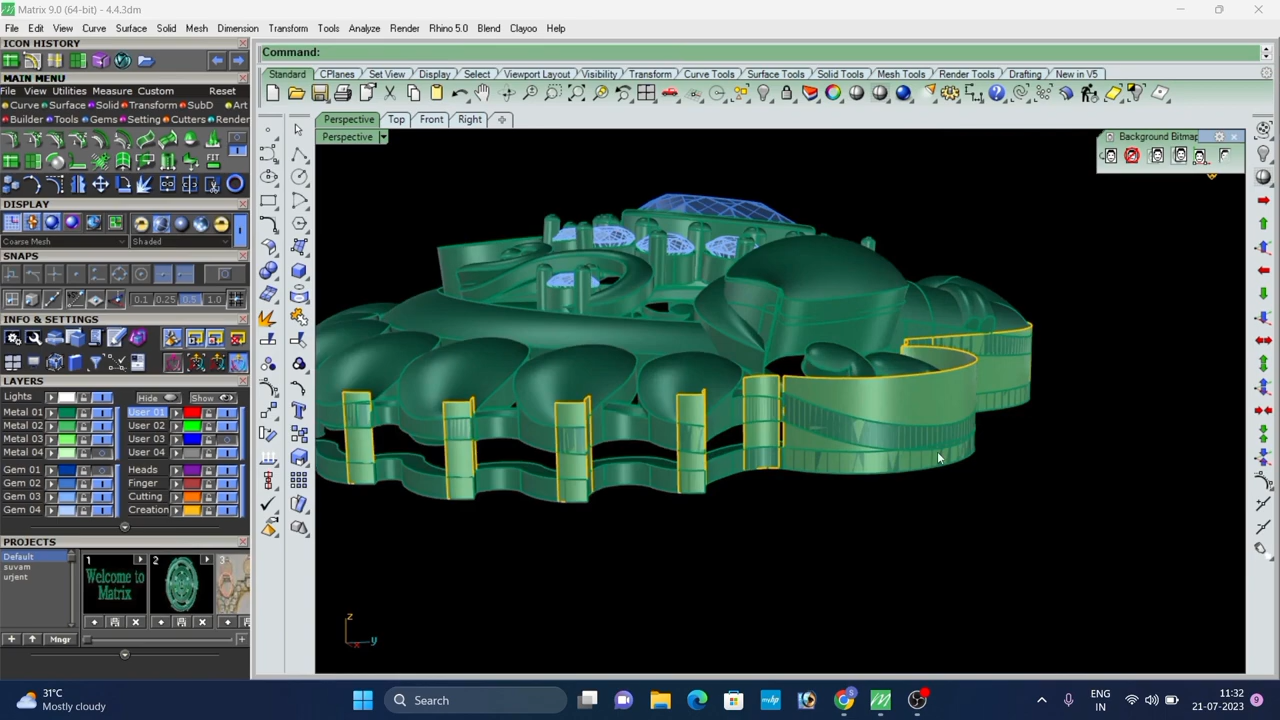 Matrix 9.0 (64-bit) - 4.4.3dm
File Edit View Curve Surface Solid Mesh Dimension Transform Tools Analyze Render Rhino 5.0 Blend Clayoo Help
ICON HISTORY
Command:
MAIN MENU
Standard CPlanes Set View Display Select Viewport Layout Visibility Transform Curve Tools Surface Tools Solid Tools Mesh Tools Render Tools Drafting New in V5
File View Utilities Measure Custom Reset
Curve Surface Solid Transform SubD Art
Builder Tools Gems Setting Cutters Render
Perspective Top Front Right
Perspective
Background Bitmap
FIT
DISPLAY
Coarse Mesh Shaded
SNAPS
0.1 0.25 0.5 1.0
INFO & SETTINGS
LAYERS
Lights Hide Show
Metal 01 User 01
Metal 02 User 02
Metal 03 User 03
Metal 04 User 04
Gem 01 Heads
Gem 02 Finger
Gem 03 Cutting
Gem 04 Creation
PROJECTS
Default
suvam
urjent
1 2 3
Welcome to
Matrix
Mngr
z
x y
31°C
Mostly cloudy
Search
ENG
IN
11:32
21-07-2023